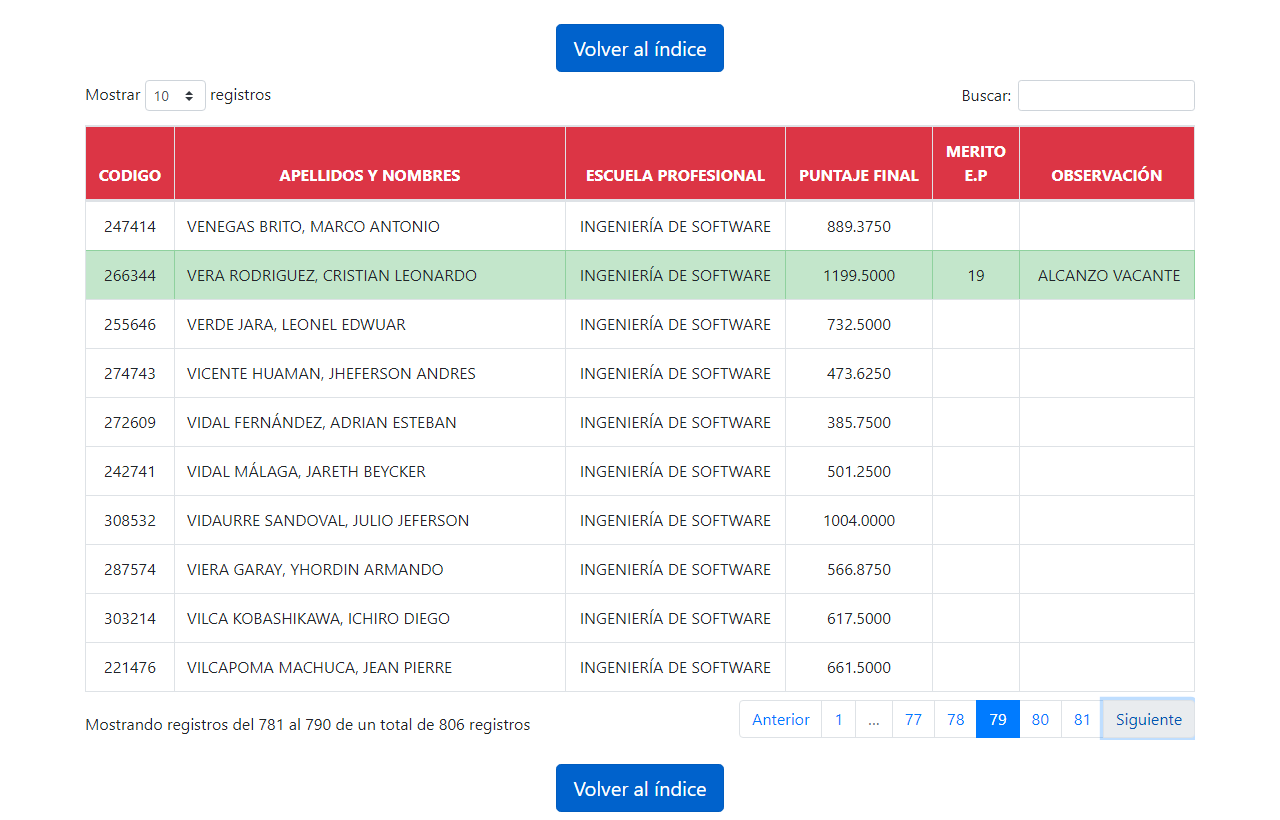 Volver al índice
Mostrar 10 registros Buscar:
CODIGO APELLIDOS Y NOMBRES ESCUELA PROFESIONAL PUNTAJE FINAL MERITO E.P OBSERVACIÓN
247414 VENEGAS BRITO, MARCO ANTONIO INGENIERÍA DE SOFTWARE 889.3750
266344 VERA RODRIGUEZ, CRISTIAN LEONARDO INGENIERÍA DE SOFTWARE 1199.5000 19 ALCANZO VACANTE
255646 VERDE JARA, LEONEL EDWUAR INGENIERÍA DE SOFTWARE 732.5000
274743 VICENTE HUAMAN, JHEFERSON ANDRES INGENIERÍA DE SOFTWARE 473.6250
272609 VIDAL FERNÁNDEZ, ADRIAN ESTEBAN INGENIERÍA DE SOFTWARE 385.7500
242741 VIDAL MÁLAGA, JARETH BEYCKER INGENIERÍA DE SOFTWARE 501.2500
308532 VIDAURRE SANDOVAL, JULIO JEFERSON INGENIERÍA DE SOFTWARE 1004.0000
287574 VIERA GARAY, YHORDIN ARMANDO INGENIERÍA DE SOFTWARE 566.8750
303214 VILCA KOBASHIKAWA, ICHIRO DIEGO INGENIERÍA DE SOFTWARE 617.5000
221476 VILCAPOMA MACHUCA, JEAN PIERRE INGENIERÍA DE SOFTWARE 661.5000
Mostrando registros del 781 al 790 de un total de 806 registros Anterior 1 ... 77 78 79 80 81 Siguiente
Volver al índice